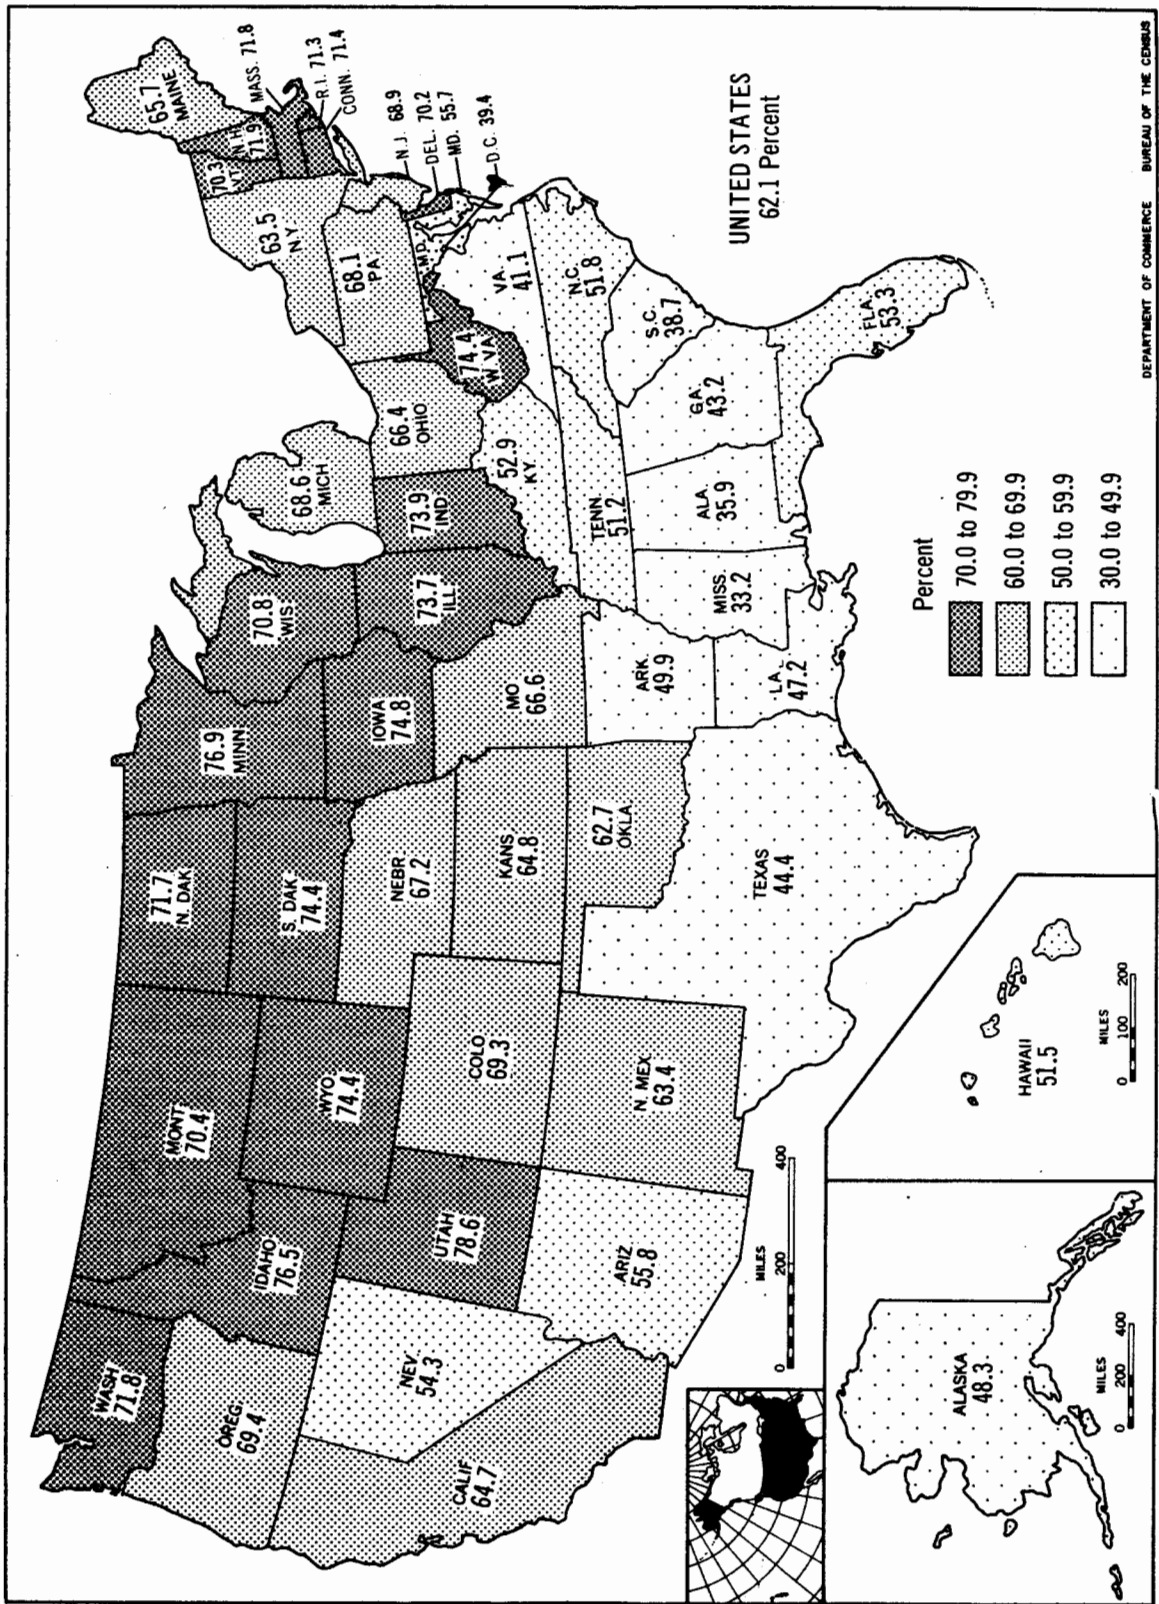 WASH
71.8
OREG.
69.4
CALIF
64.7
NEV.
54.3
IDAHO
76.5
MONT.
70.4
WYO.
74.4
UTAH
78.6
ARIZ
55.8
COLO
69.3
N. MEX
63.4
71.7
N. DAK
S. DAK
74.4
NEBR.
67.2
KANS
64.8
62.7
OKLA
TEXAS
44.4
76.9
MINN
IOWA
74.8
MO
66.6
ARK.
49.9
LA.
47.2
70.8
WIS.
73.7
ILL
68.6
MICH
73.9
IND
66.4
OHIO
52.9
KY.
TENN
51.2
MISS.
33.2
ALA
35.9
GA.
43.2
FLA.
53.3
S.C.
38.7
N.C.
51.8
VA.
41.1
74.4
W.VA.
MD.
68.1
PA
63.5
N.Y.
70.3
VT.
N.H.
71.9
65.7
MAINE
MASS. 71.8
R.I. 71.3
CONN. 71.4
N.J. 68.9
DEL. 70.2
MD. 55.7
D.C. 39.4
UNITED STATES
62.1 Percent
Percent
70.0 to 79.9
60.0 to 69.9
50.0 to 59.9
30.0 to 49.9
MILES
0 200 400
ALASKA
48.3
MILES
0 200 400
HAWAII
51.5
MILES
0 100 200
DEPARTMENT OF COMMERCE BUREAU OF THE CENSUS